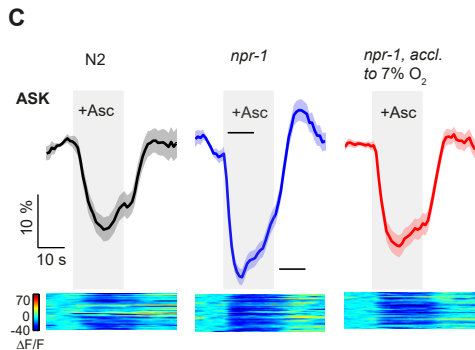 C
N2
npr-1
npr-1, accl.
to 7% O₂
ASK
+Asc
+Asc
+Asc
10 %
10 s
70
0
-40
ΔF/F